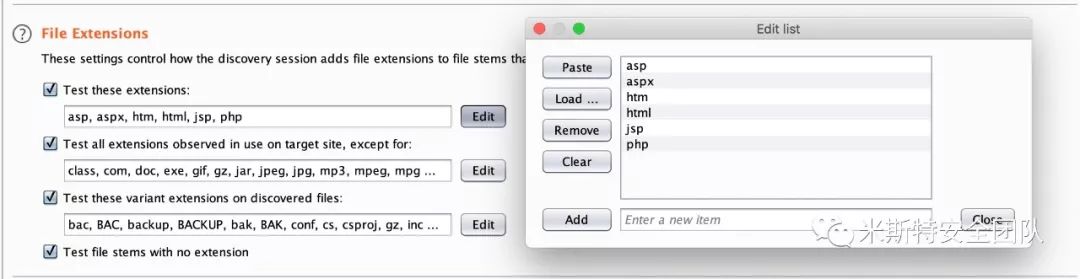 File Extensions
These settings control how the discovery session adds file extensions to file stems tha
Test these extensions:
asp, aspx, htm, html, jsp, php
Edit
Test all extensions observed in use on target site, except for:
class, com, doc, exe, gif, gz, jar, jpeg, jpg, mp3, mpeg, mpg ...
Edit
Test these variant extensions on discovered files:
bac, BAC, backup, BACKUP, bak, BAK, conf, cs, csproj, gz, inc ...
Edit
Test file stems with no extension
Edit list
Paste
Load ...
Remove
Clear
asp
aspx
htm
html
jsp
php
Add
Enter a new item
Close
米斯特安全团队